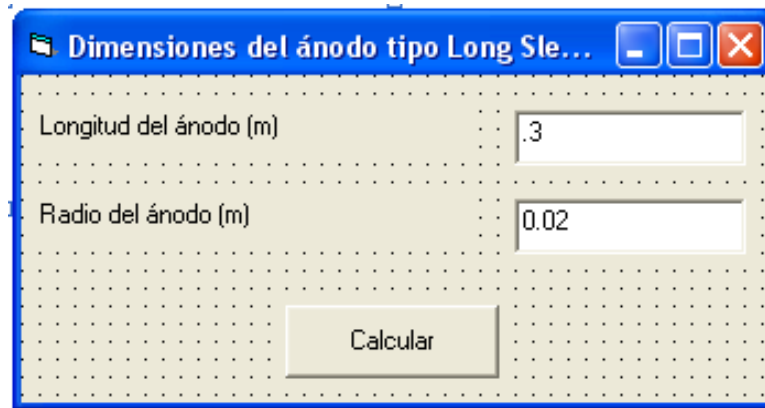 Dimensiones del ánodo tipo Long Sle...
Longitud del ánodo (m)
.3
Radio del ánodo (m)
0.02
Calcular